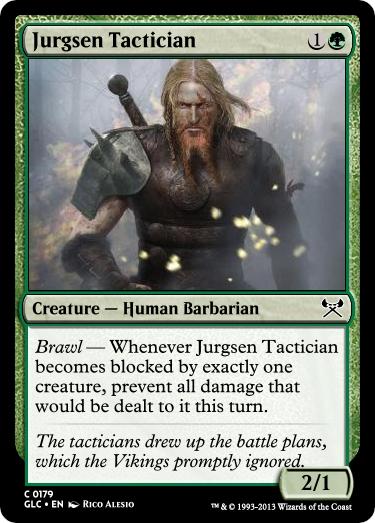 Jurgsen Tactician 1
Creature — Human Barbarian
Brawl — Whenever Jurgsen Tactician
becomes blocked by exactly one
creature, prevent all damage that
would be dealt to it this turn.
The tacticians drew up the battle plans,
which the Vikings promptly ignored.
2/1
C 0179
GLC • EN Rico Alesio
™ & © 1993-2013 Wizards of the Coast